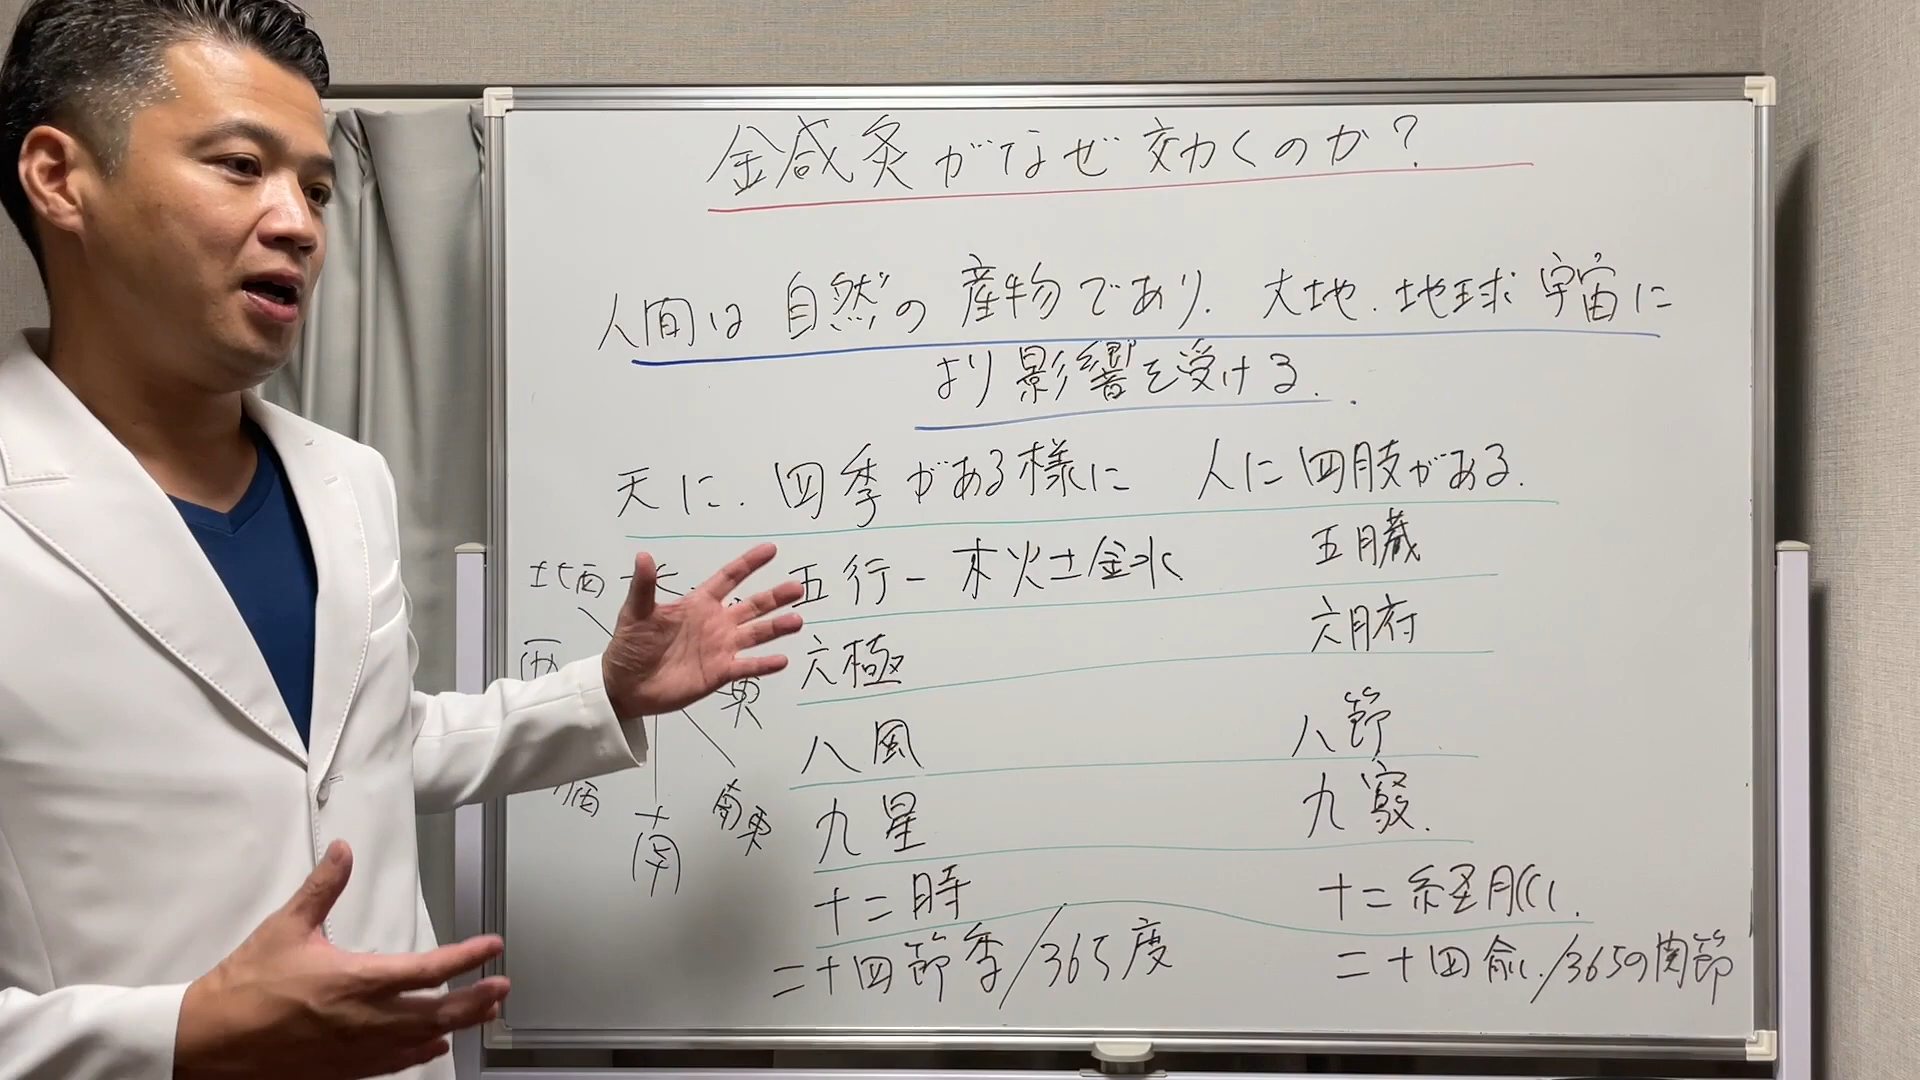 鍼灸がなぜ効くのか?
人間は自然の産物であり.大地.地球宇宙に
より影響を受ける.
天に.四季がある様に 人に四肢がある.
五行-木火土金水 五臓
六極 六腑
八風 八節
九星 九竅.
十二時 十二経脈.
二十四節季/365度 二十四兪./365の関節
北西
西
東
南東
南